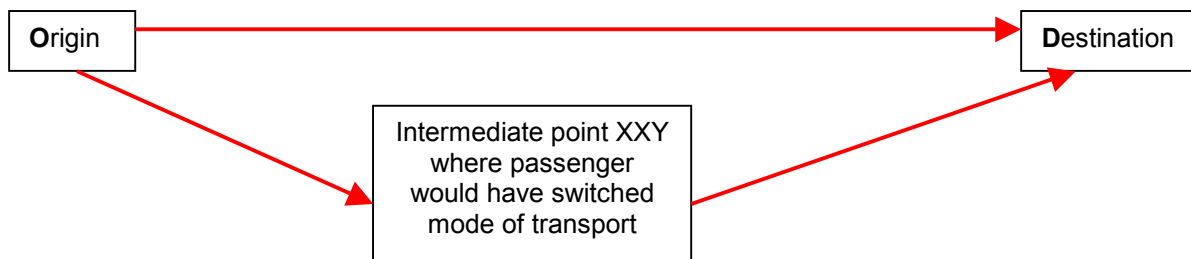 Origin
Destination
Intermediate point XXY
where passenger
would have switched
mode of transport